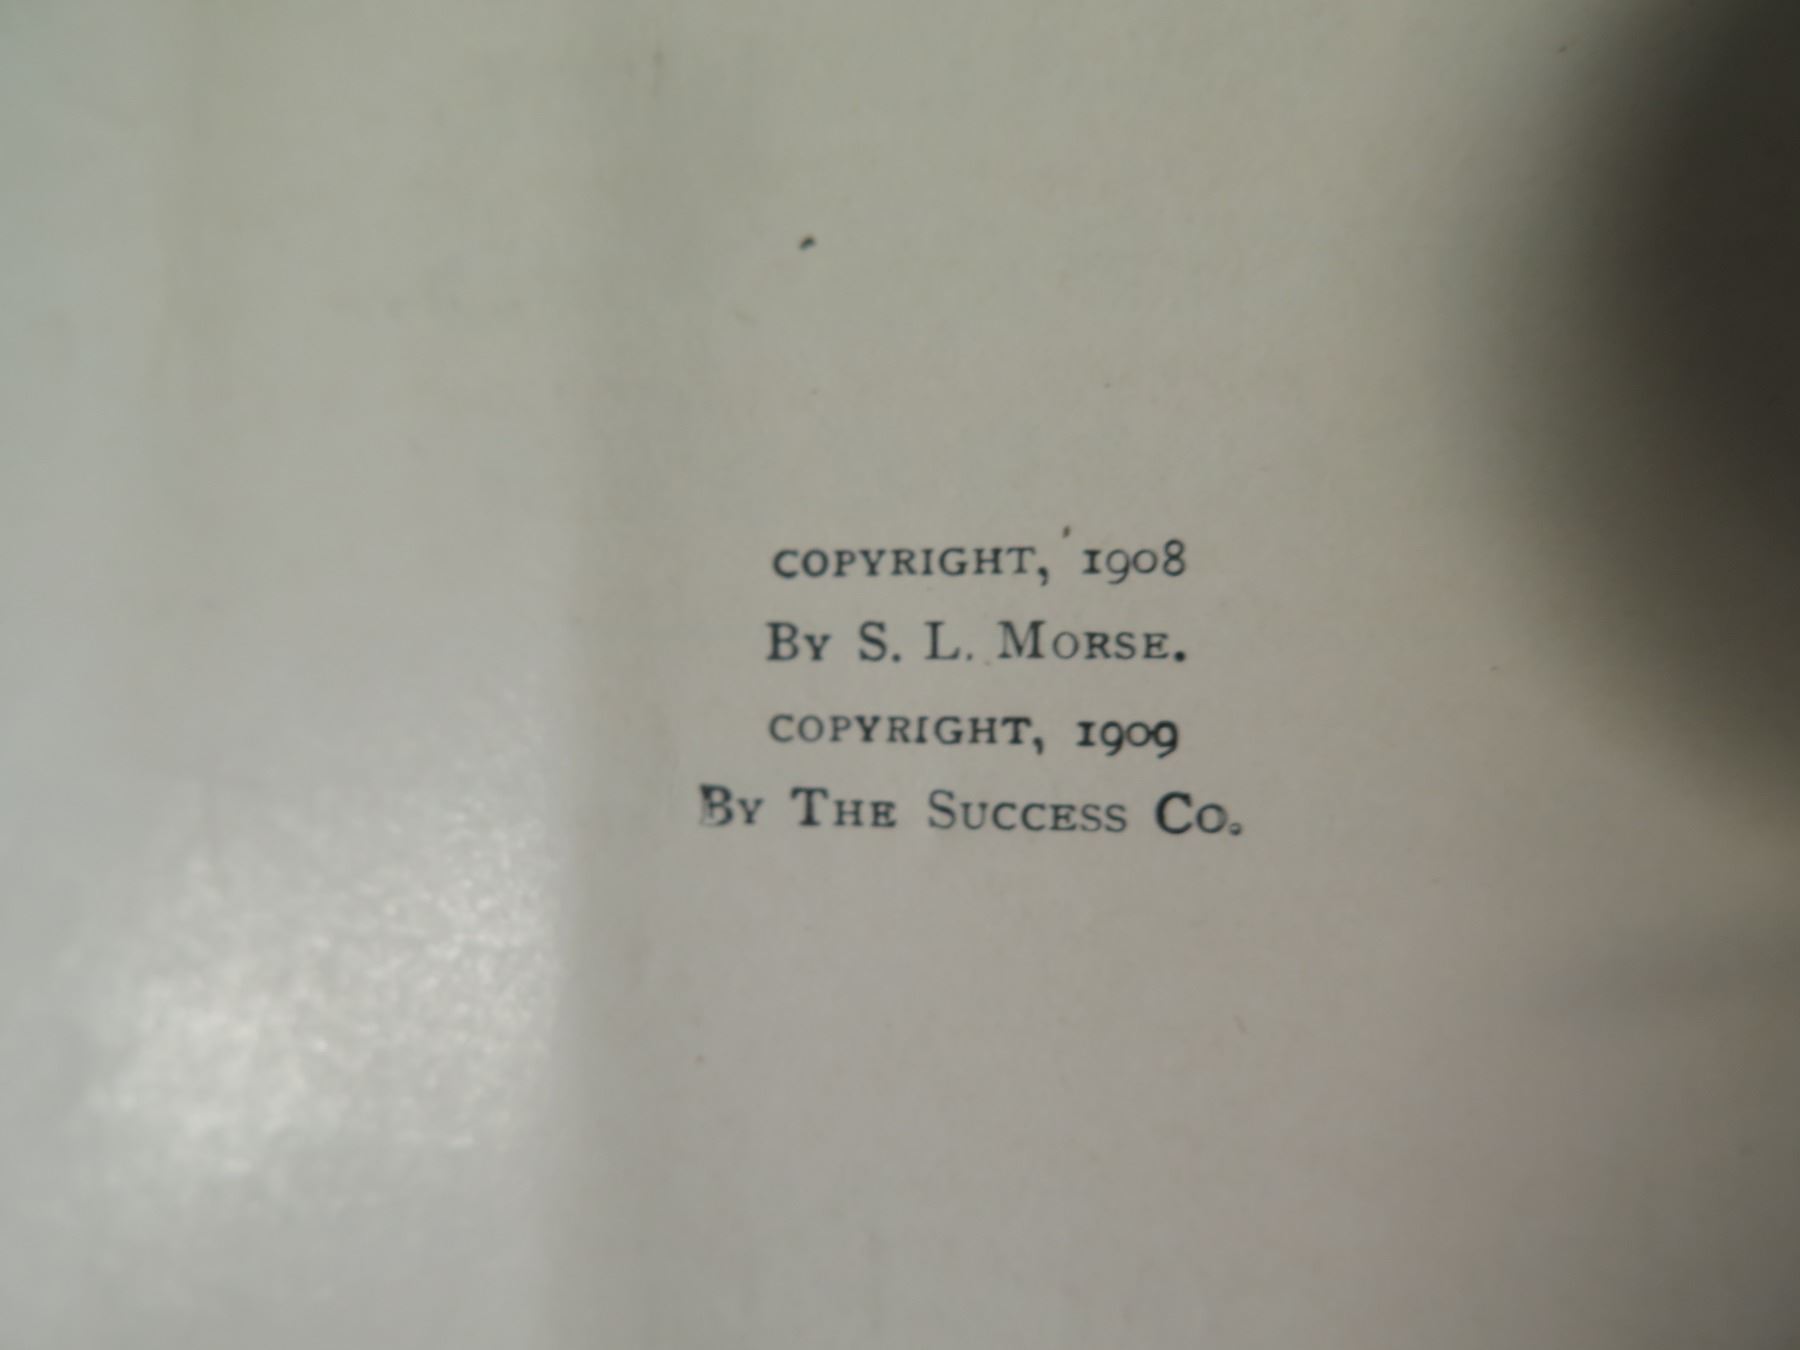 COPYRIGHT, 1908
BY S. L. MORSE.
COPYRIGHT, 1909
BY THE SUCCESS CO.